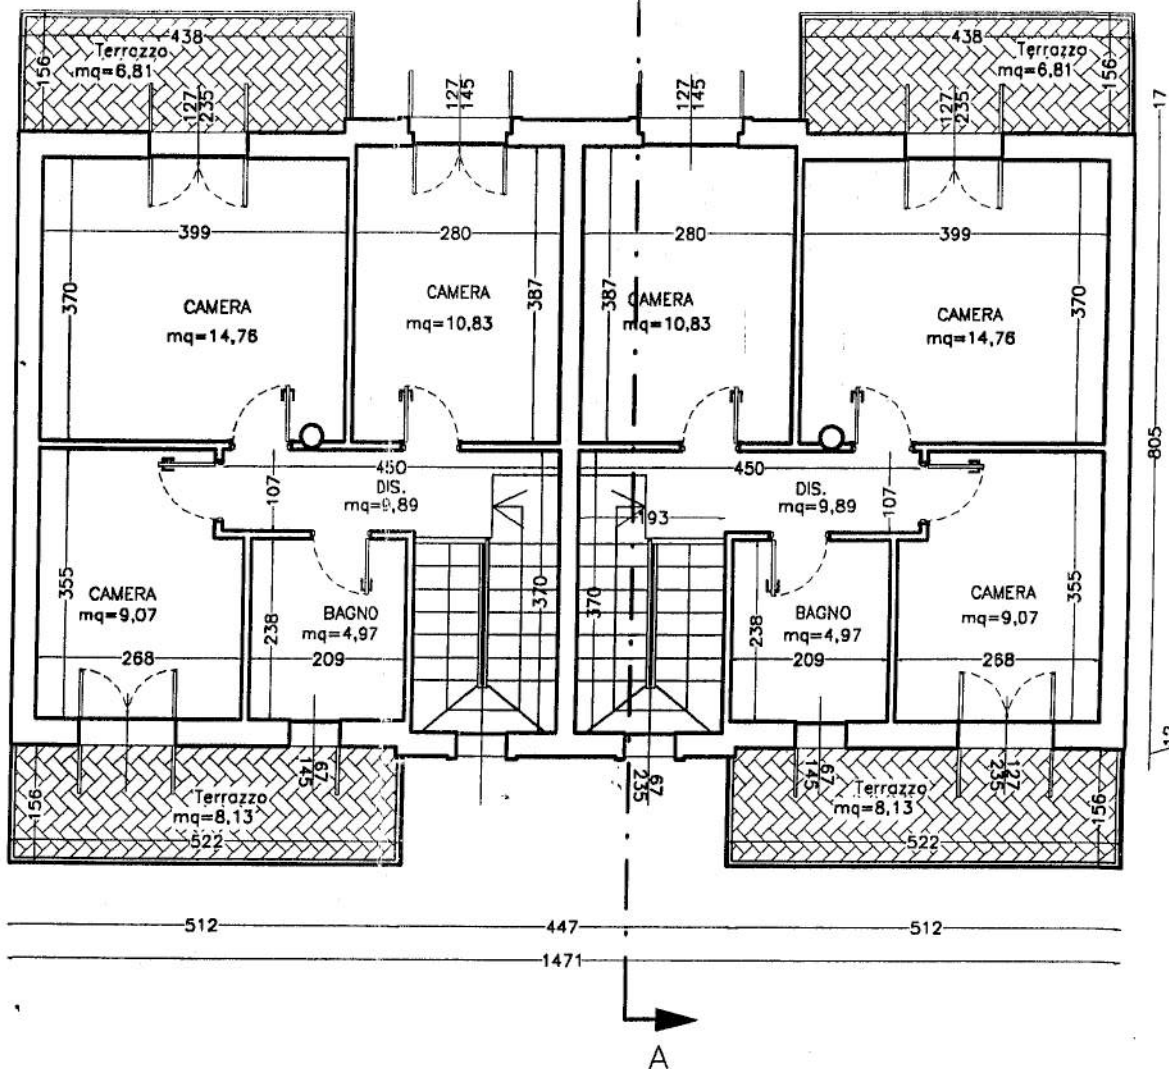 Terrazzo
438
mq=6,81
156
127
235
127
145
127
145
438
Terrazzo
mq=6,81
156
127
235
17
399
280
280
399
370
387
387
370
CAMERA
mq=14,76
CAMERA
mq=10,83
CAMERA
mq=10,83
CAMERA
mq=14,76
805
450
DIS.
mq=9,89
107
450
DIS.
mq=9,89
107
193
355
CAMERA
mq=9,07
268
238
BAGNO
mq=4,97
209
370
370
238
BAGNO
mq=4,97
209
CAMERA
mq=9,07
268
355
67
145
67
235
67
145
127
235
156
Terrazzo
mq=8,13
522
Terrazzo
mq=8,13
522
156
512
447
512
1471
A